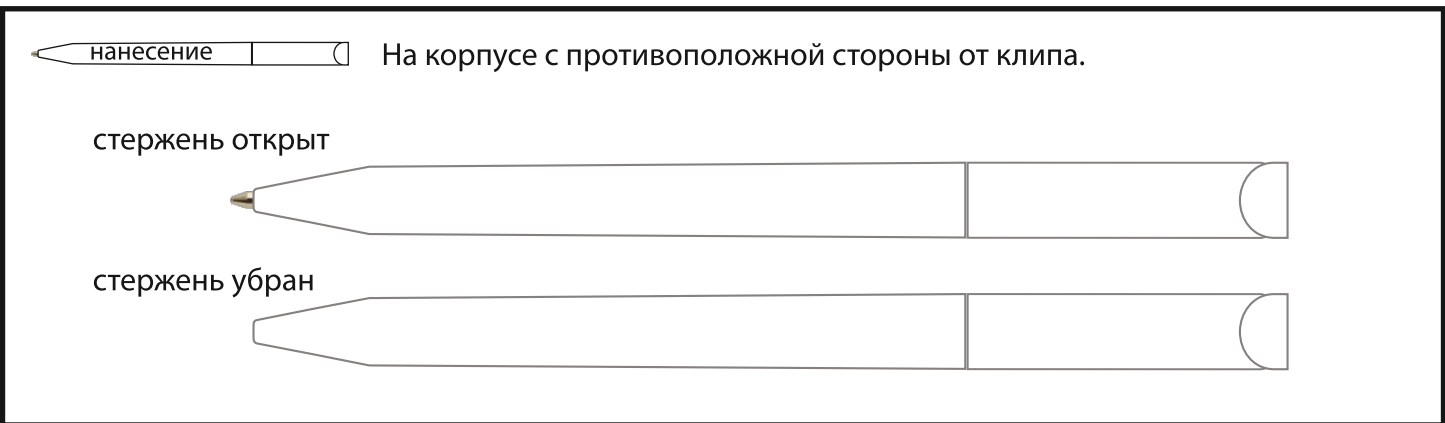 нанесение
На корпусе с противоположной стороны от клипа.
стержень открыт
стержень убран